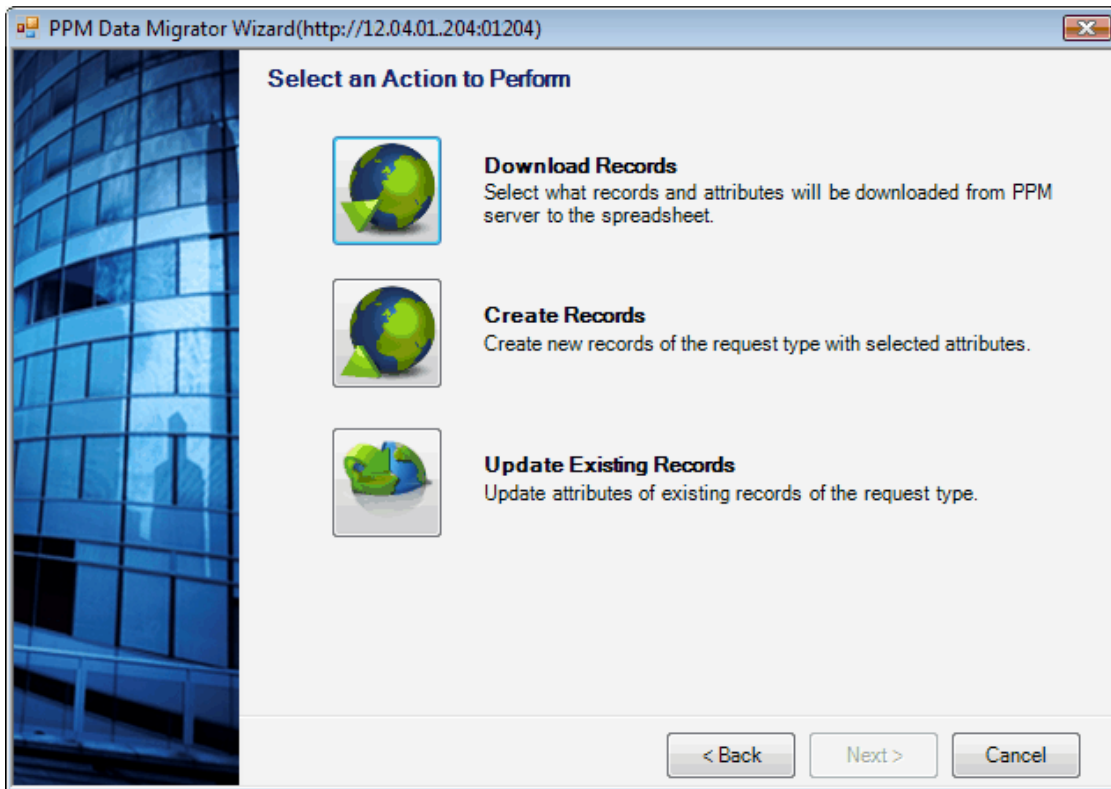 PPM Data Migrator Wizard(http://12.04.01.204:01204)
Select an Action to Perform
Download Records
Select what records and attributes will be downloaded from PPM
server to the spreadsheet.
Create Records
Create new records of the request type with selected attributes.
Update Existing Records
Update attributes of existing records of the request type.
< Back
Next >
Cancel